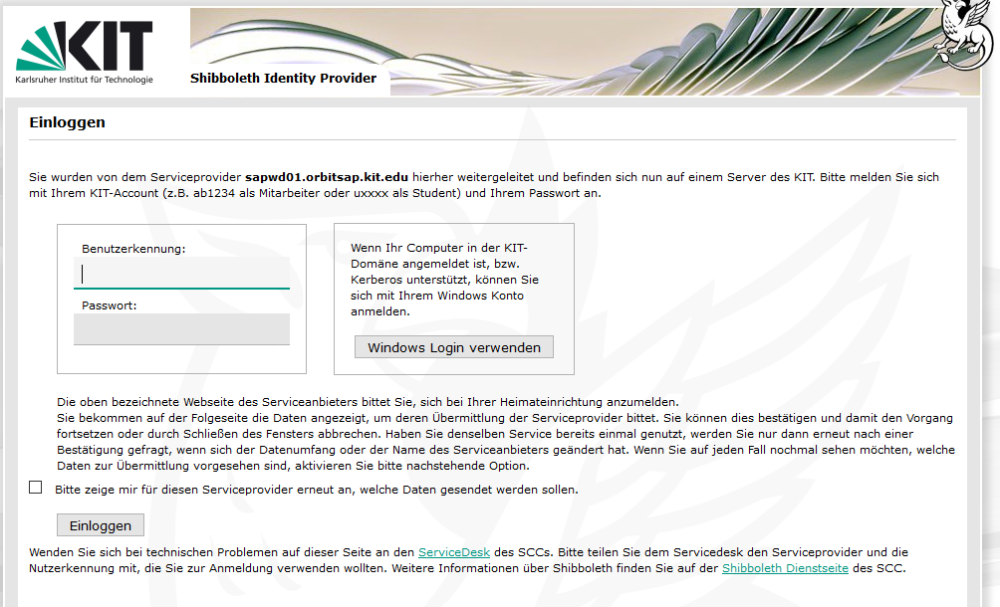 KIT
Karlsruher Institut für Technologie
Shibboleth Identity Provider
Einloggen
Sie wurden von dem Serviceprovider sapwd01.orbitsap.kit.edu hierher weitergeleitet und befinden sich nun auf einem Server des KIT. Bitte melden Sie sich
mit Ihrem KIT-Account (z.B. ab1234 als Mitarbeiter oder uxxxx als Student) und Ihrem Passwort an.
Benutzerkennung:
Passwort:
Wenn Ihr Computer in der KIT-
Domäne angemeldet ist, bzw.
Kerberos unterstützt, können Sie
sich mit Ihrem Windows Konto
anmelden.
Windows Login verwenden
Die oben bezeichnete Webseite des Serviceanbieters bittet Sie, sich bei Ihrer Heimateinrichtung anzumelden.
Sie bekommen auf der Folgeseite die Daten angezeigt, um deren Übermittlung der Serviceprovider bittet. Sie können dies bestätigen und damit den Vorgang
fortsetzen oder durch Schließen des Fensters abbrechen. Haben Sie denselben Service bereits einmal genutzt, werden Sie nur dann erneut nach einer
Bestätigung gefragt, wenn sich der Datenumfang oder der Name des Serviceanbieters geändert hat. Wenn Sie auf jeden Fall nochmal sehen möchten, welche
Daten zur Übermittlung vorgesehen sind, aktivieren Sie bitte nachstehende Option.
Bitte zeige mir für diesen Serviceprovider erneut an, welche Daten gesendet werden sollen.
Einloggen
Wenden Sie sich bei technischen Problemen auf dieser Seite an den ServiceDesk des SCCs. Bitte teilen Sie dem Servicedesk den Serviceprovider und die
Nutzerkennung mit, die Sie zur Anmeldung verwenden wollten. Weitere Informationen über Shibboleth finden Sie auf der Shibboleth Dienstseite des SCC.